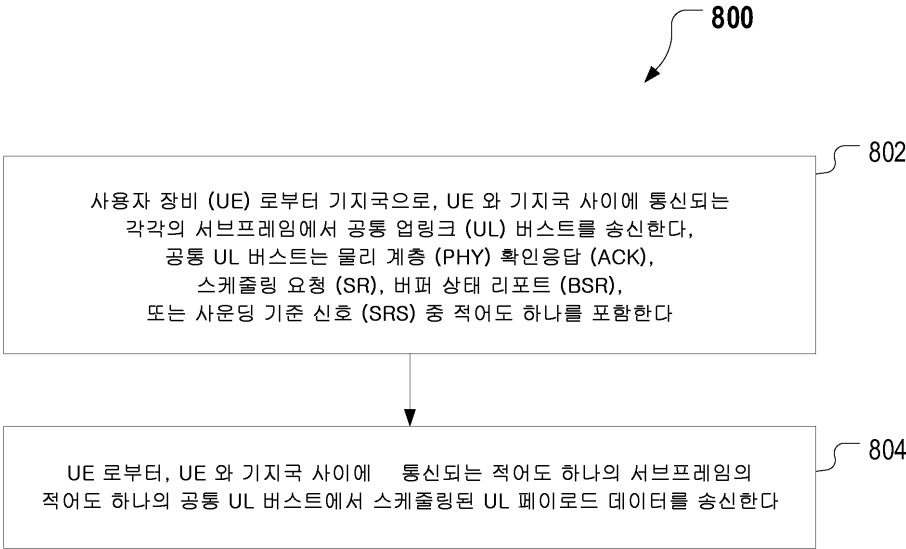 800
802
사용자 장비 (UE) 로부터 기지국으로, UE 와 기지국 사이에 통신되는
각각의 서브프레임에서 공통 업링크 (UL) 버스트를 송신한다,
공통 UL 버스트는 물리 계층 (PHY) 확인응답 (ACK),
스케줄링 요청 (SR), 버퍼 상태 리포트 (BSR),
또는 사운딩 기준 신호 (SRS) 중 적어도 하나를 포함한다
804
UE 로부터, UE 와 기지국 사이에 통신되는 적어도 하나의 서브프레임의
적어도 하나의 공통 UL 버스트에서 스케줄링된 UL 페이로드 데이터를 송신한다